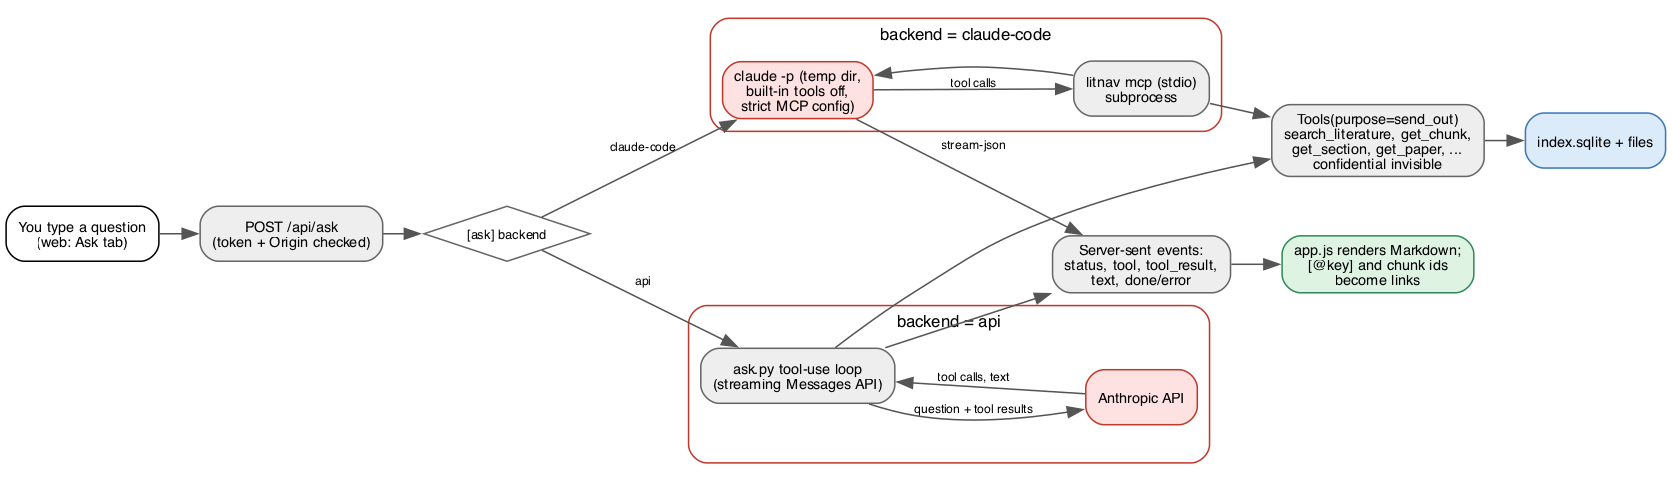 backend = claude-code
claude -p (temp dir,
built-in tools off,
strict MCP config)
tool calls
litnav mcp (stdio)
subprocess
Tools(purpose=send_out)
search_literature, get_chunk,
get_section, get_paper, ...
confidential invisible
index.sqlite + files
claude-code
stream-json
You type a question
(web: Ask tab)
POST /api/ask
(token + Origin checked)
[ask] backend
Server-sent events:
status, tool, tool_result,
text, done/error
app.js renders Markdown;
[@key] and chunk ids
become links
api
backend = api
ask.py tool-use loop
(streaming Messages API)
tool calls, text
question + tool results
Anthropic API